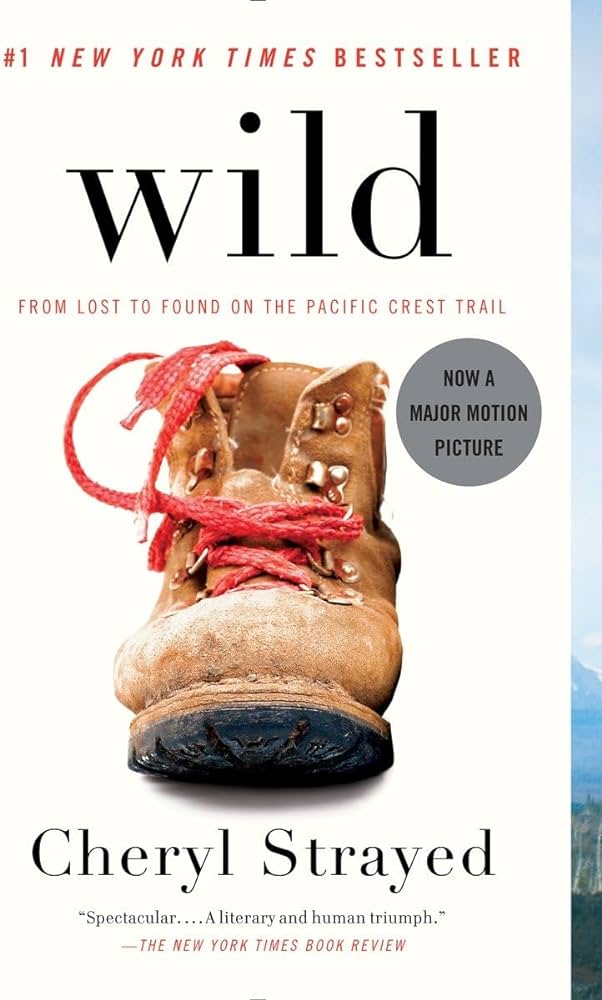 #1 NEW YORK TIMES BESTSELLER
wild
FROM LOST TO FOUND ON THE PACIFIC CREST TRAIL
NOW A
MAJOR MOTION
PICTURE
Cheryl Strayed
“Spectacular. . . . A literary and human triumph.”
—THE NEW YORK TIMES BOOK REVIEW